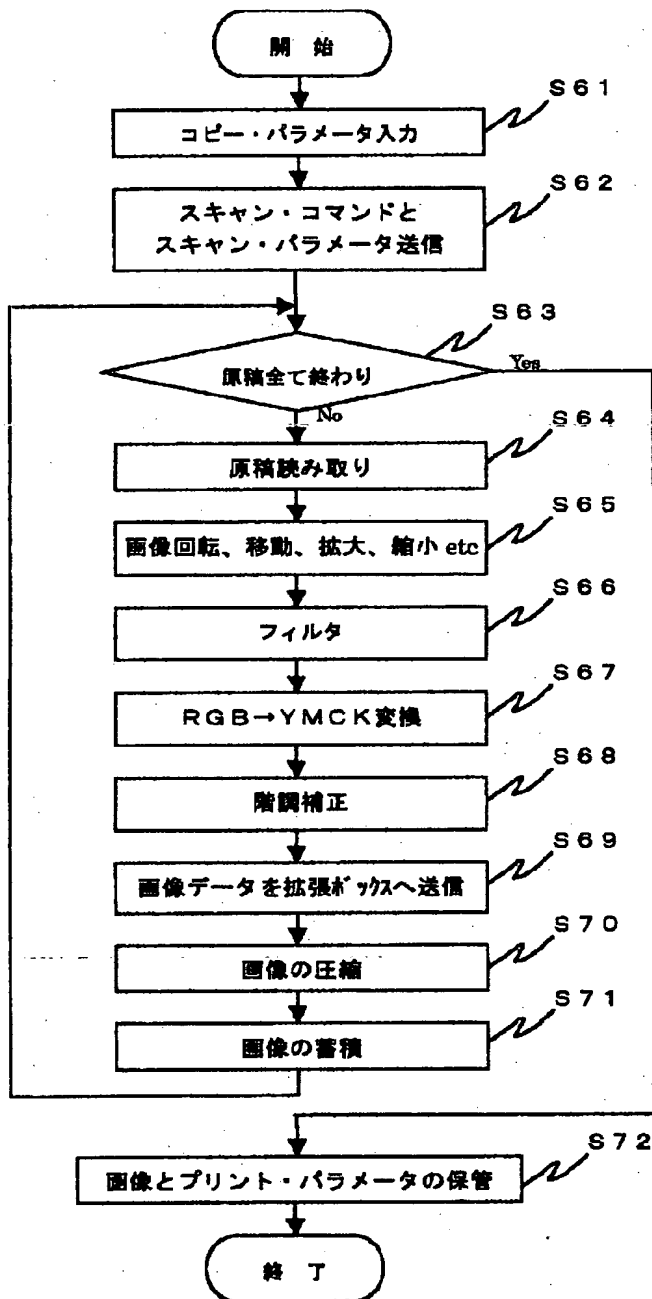 開 始
S61
コピー・パラメータ入力
S62
スキャン・コマンドと
スキャン・パラメータ送信
S63
原稿全て終わり
Yes
No
S64
原稿読み取り
S65
画像回転、移動、拡大、縮小 etc
S66
フィルタ
S67
RGB→YMCK変換
S68
階調補正
S69
画像データを拡張ボックスへ送信
S70
画像の圧縮
S71
画像の蓄積
S72
画像とプリント・パラメータの保管
終 了